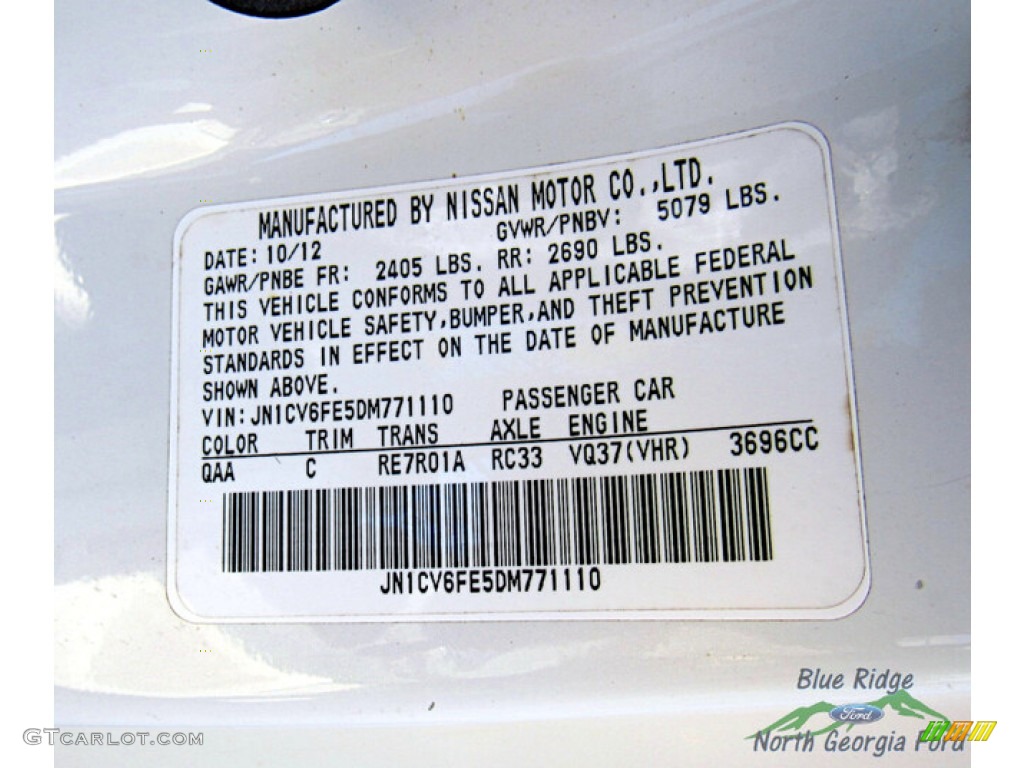 MANUFACTURED BY NISSAN MOTOR CO.,LTD.
DATE: 10/12 GVWR/PNBV: 5079 LBS.
GAWR/PNBE FR: 2405 LBS. RR: 2690 LBS.
THIS VEHICLE CONFORMS TO ALL APPLICABLE FEDERAL
MOTOR VEHICLE SAFETY,BUMPER,AND THEFT PREVENTION
STANDARDS IN EFFECT ON THE DATE OF MANUFACTURE
SHOWN ABOVE.
VIN: JN1CV6FE5DM771110 PASSENGER CAR
COLOR TRIM TRANS AXLE ENGINE
QAA C RE7R01A RC33 VQ37(VHR) 3696CC
JN1CV6FE5DM771110
Blue Ridge
Ford
North Georgia Ford
GTCARLOT.COM